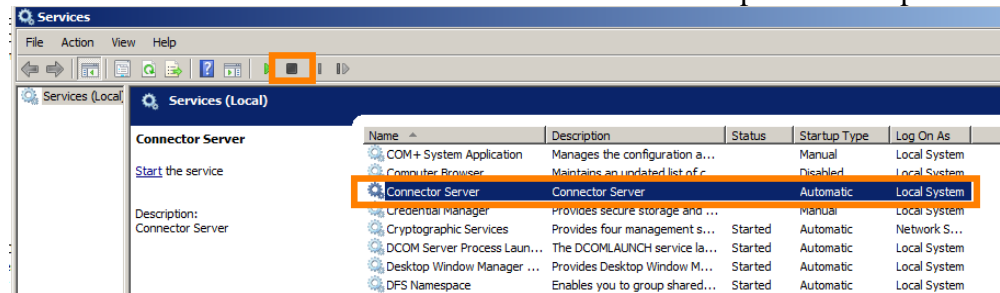 Services
File Action View Help
Services (Local
Services (Local)
Connector Server
Start the service
Description:
Connector Server
Name Description Status Startup Type Log On As
COM+ System Application Manages the configuration a... Manual Local System
Computer Browser Maintains an updated list of c Disabled Local System
Connector Server Connector Server Automatic Local System
Credential Manager Provides secure storage and ... Manual Local System
Cryptographic Services Provides four management s... Started Automatic Network S...
DCOM Server Process Laun... The DCOMLAUNCH service la... Started Automatic Local System
Desktop Window Manager ... Provides Desktop Window M... Started Automatic Local System
DFS Namespace Enables you to group shared... Started Automatic Local System